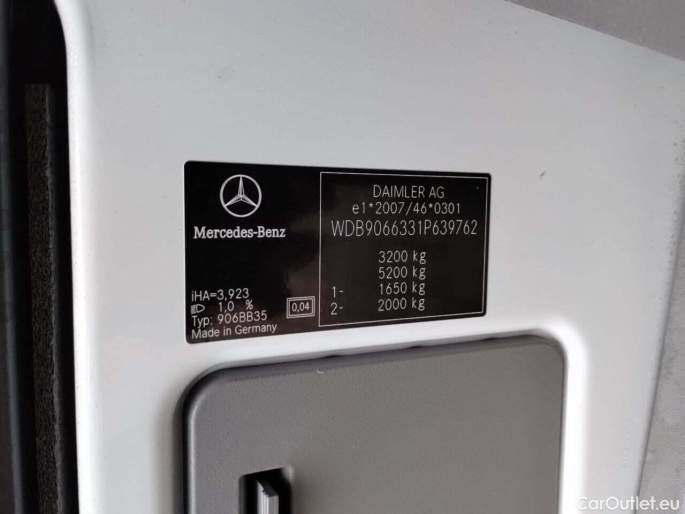 Mercedes-Benz
iHA=3,923
1,0 %
Typ: 906BB35
Made in Germany
0,04
DAIMLER AG
e1*2007/46*0301
WDB9066331P639762
3200 kg
5200 kg
1- 1650 kg
2- 2000 kg
CarOutlet.eu